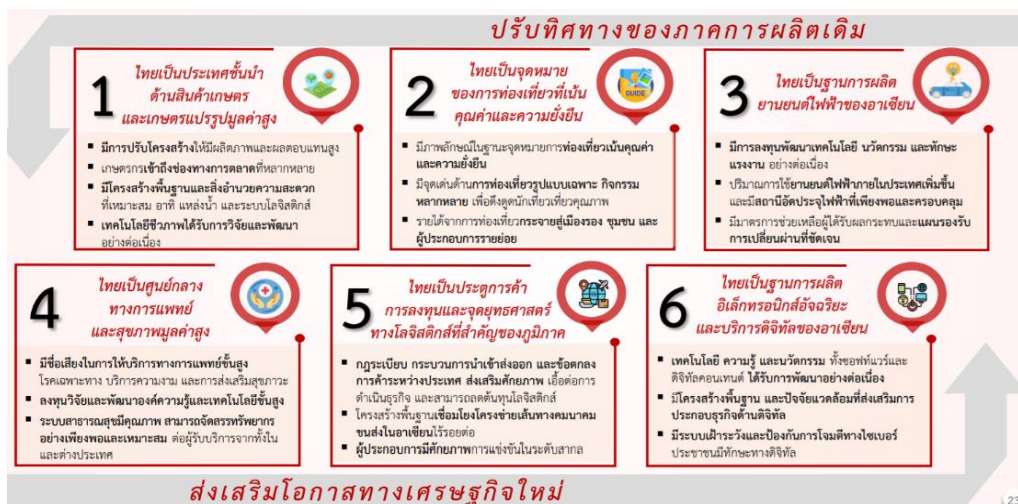 ปรับทิศทางของภาคการผลิตเดิม
1
ไทยเป็นประเทศชั้นนำ
ด้านสินค้าเกษตร
และเกษตรแปรรูปมูลค่าสูง
▪ มีการปรับโครงสร้างให้มีผลิตภาพและผลตอบแทนสูง
▪ เกษตรกรเข้าถึงช่องทางการตลาดที่หลากหลาย
▪ มีโครงสร้างพื้นฐานและสิ่งอำนวยความสะดวก
ที่เหมาะสม อาทิ แหล่งน้ำ และระบบโลจิสติกส์
▪ เทคโนโลยีชีวภาพได้รับการวิจัยและพัฒนา
อย่างต่อเนื่อง
2
ไทยเป็นจุดหมาย
ของการท่องเที่ยวที่เน้น
คุณค่าและความยั่งยืน
GUIDE
▪ มีภาพลักษณ์ในฐานะจุดหมายการท่องเที่ยวเน้นคุณค่า
และความยั่งยืน
▪ มีจุดเด่นด้านการท่องเที่ยวรูปแบบเฉพาะ กิจกรรม
หลากหลาย เพื่อดึงดูดนักเที่ยวเที่ยวคุณภาพ
▪ รายได้จากการท่องเที่ยวกระจายสู่เมืองรอง ชุมชน และ
ผู้ประกอบการรายย่อย
3
ไทยเป็นฐานการผลิต
ยานยนต์ไฟฟ้าของอาเซียน
▪ มีการลงทุนพัฒนาเทคโนโลยี นวัตกรรม และทักษะ
แรงงาน อย่างต่อเนื่อง
▪ ปริมาณการใช้ยานยนต์ไฟฟ้าภายในประเทศเพิ่มขึ้น
และมีสถานีอัดประจุไฟฟ้าที่เพียงพอและครอบคลุม
▪ มีมาตรการช่วยเหลือผู้ได้รับผลกระทบและแผนรองรับ
การเปลี่ยนผ่านที่ชัดเจน
4
ไทยเป็นศูนย์กลาง
ทางการแพทย์
และสุขภาพมูลค่าสูง
▪ มีชื่อเสียงในการให้บริการทางการแพทย์ขั้นสูง
โรคเฉพาะทาง บริการความงาม และการส่งเสริมสุขภาวะ
▪ ลงทุนวิจัยและพัฒนาองค์ความรู้และเทคโนโลยีขั้นสูง
▪ ระบบสาธารณสุขมีคุณภาพ สามารถจัดสรรทรัพยากร
อย่างเพียงพอและเหมาะสม ต่อผู้รับบริการจากทั้งใน
และต่างประเทศ
5
ไทยเป็นประตูการค้า
การลงทุนและจุดยุทธศาสตร์
ทางโลจิสติกส์ที่สำคัญของภูมิภาค
▪ กฎระเบียบ กระบวนการนำเข้าส่งออก และข้อตกลง
การค้าระหว่างประเทศ ส่งเสริมศักยภาพ เอื้อต่อการ
ดำเนินธุรกิจ และสามารถลดต้นทุนโลจิสติกส์
▪ โครงสร้างพื้นฐานเชื่อมโยงโครงข่ายเส้นทางคมนาคม
ขนส่งในอาเซียนไร้รอยต่อ
▪ ผู้ประกอบการมีศักยภาพการแข่งขันในระดับสากล
6
ไทยเป็นฐานการผลิต
อิเล็กทรอนิกส์อัจฉริยะ
และบริการดิจิทัลของอาเซียน
▪ เทคโนโลยี ความรู้ และนวัตกรรม ทั้งซอฟท์แวร์และ
ดิจิทัลคอนเทนต์ ได้รับการพัฒนาอย่างต่อเนื่อง
▪ มีโครงสร้างพื้นฐาน และปัจจัยแวดล้อมที่ส่งเสริมการ
ประกอบธุรกิจด้านดิจิทัล
▪ มีระบบเฝ้าระวังและป้องกันการโจมตีทางไซเบอร์
ประชาชนมีทักษะทางดิจิทัล
ส่งเสริมโอกาสทางเศรษฐกิจใหม่
23